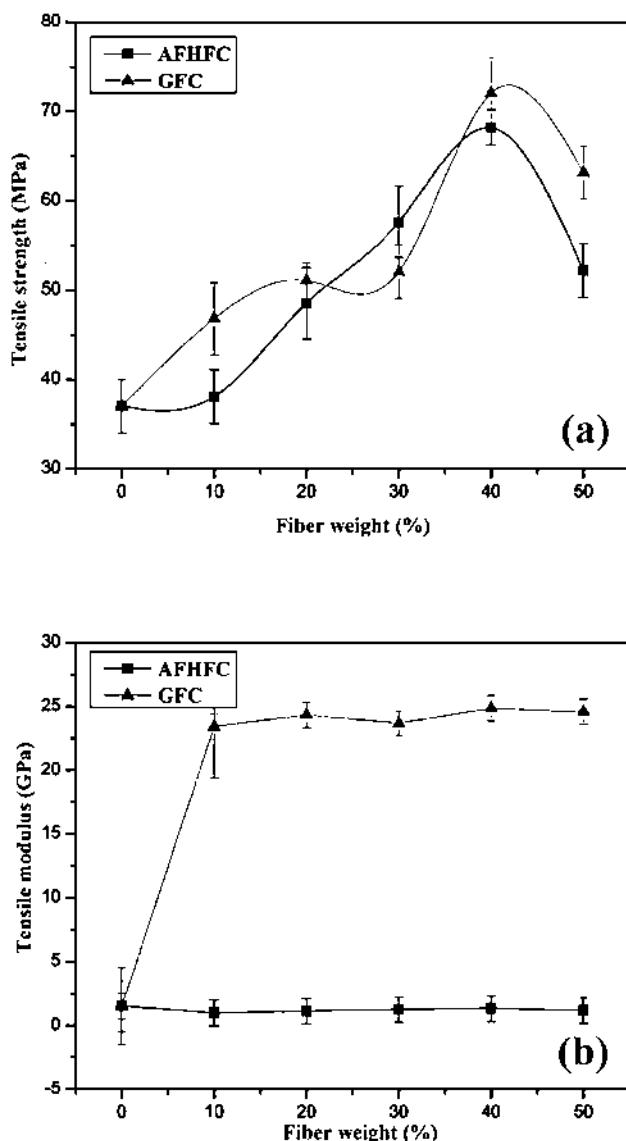 80
AFHFC
GFC
70
60
50
40
30
Tensile strength (MPa)
(a)
0 10 20 30 40 50
Fiber weight (%)
30
AFHFC
GFC
25
20
15
10
5
0
-5
Tensile modulus (GPa)
(b)
0 10 20 30 40 50
Fiber weight (%)